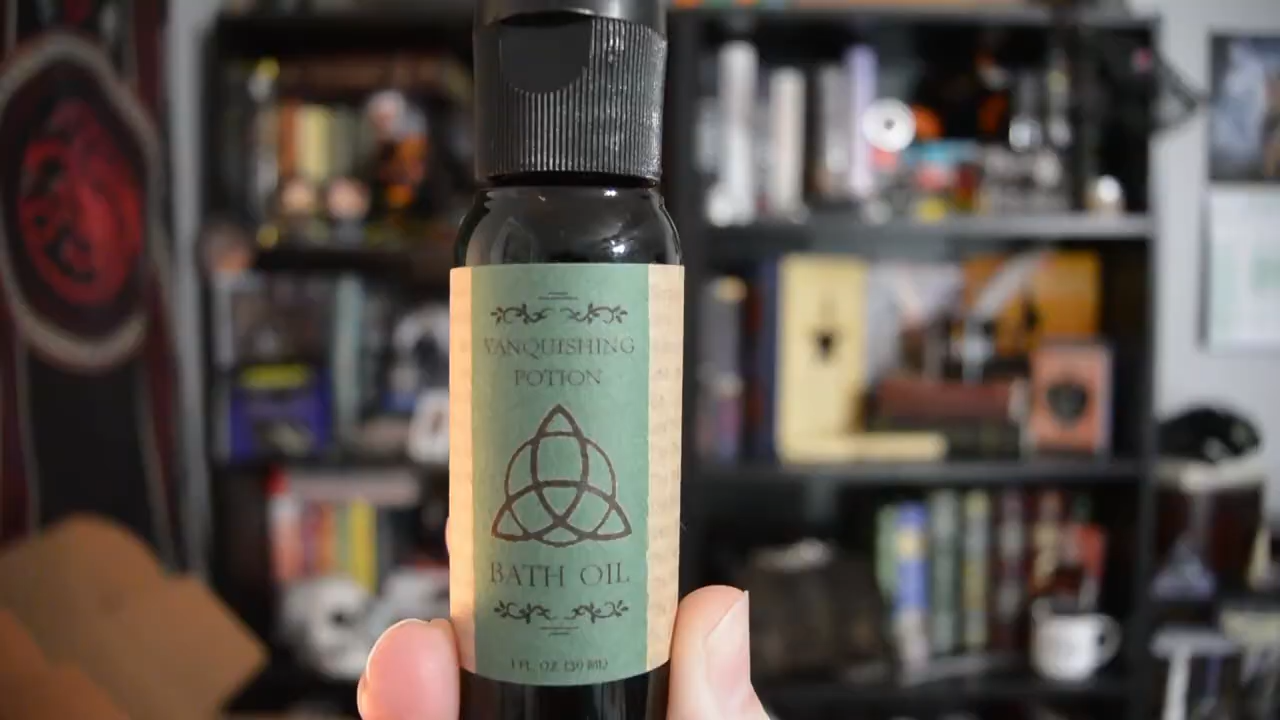 VANQUISHING
POTION
BATH OIL
1 FL. OZ. (30 ML)